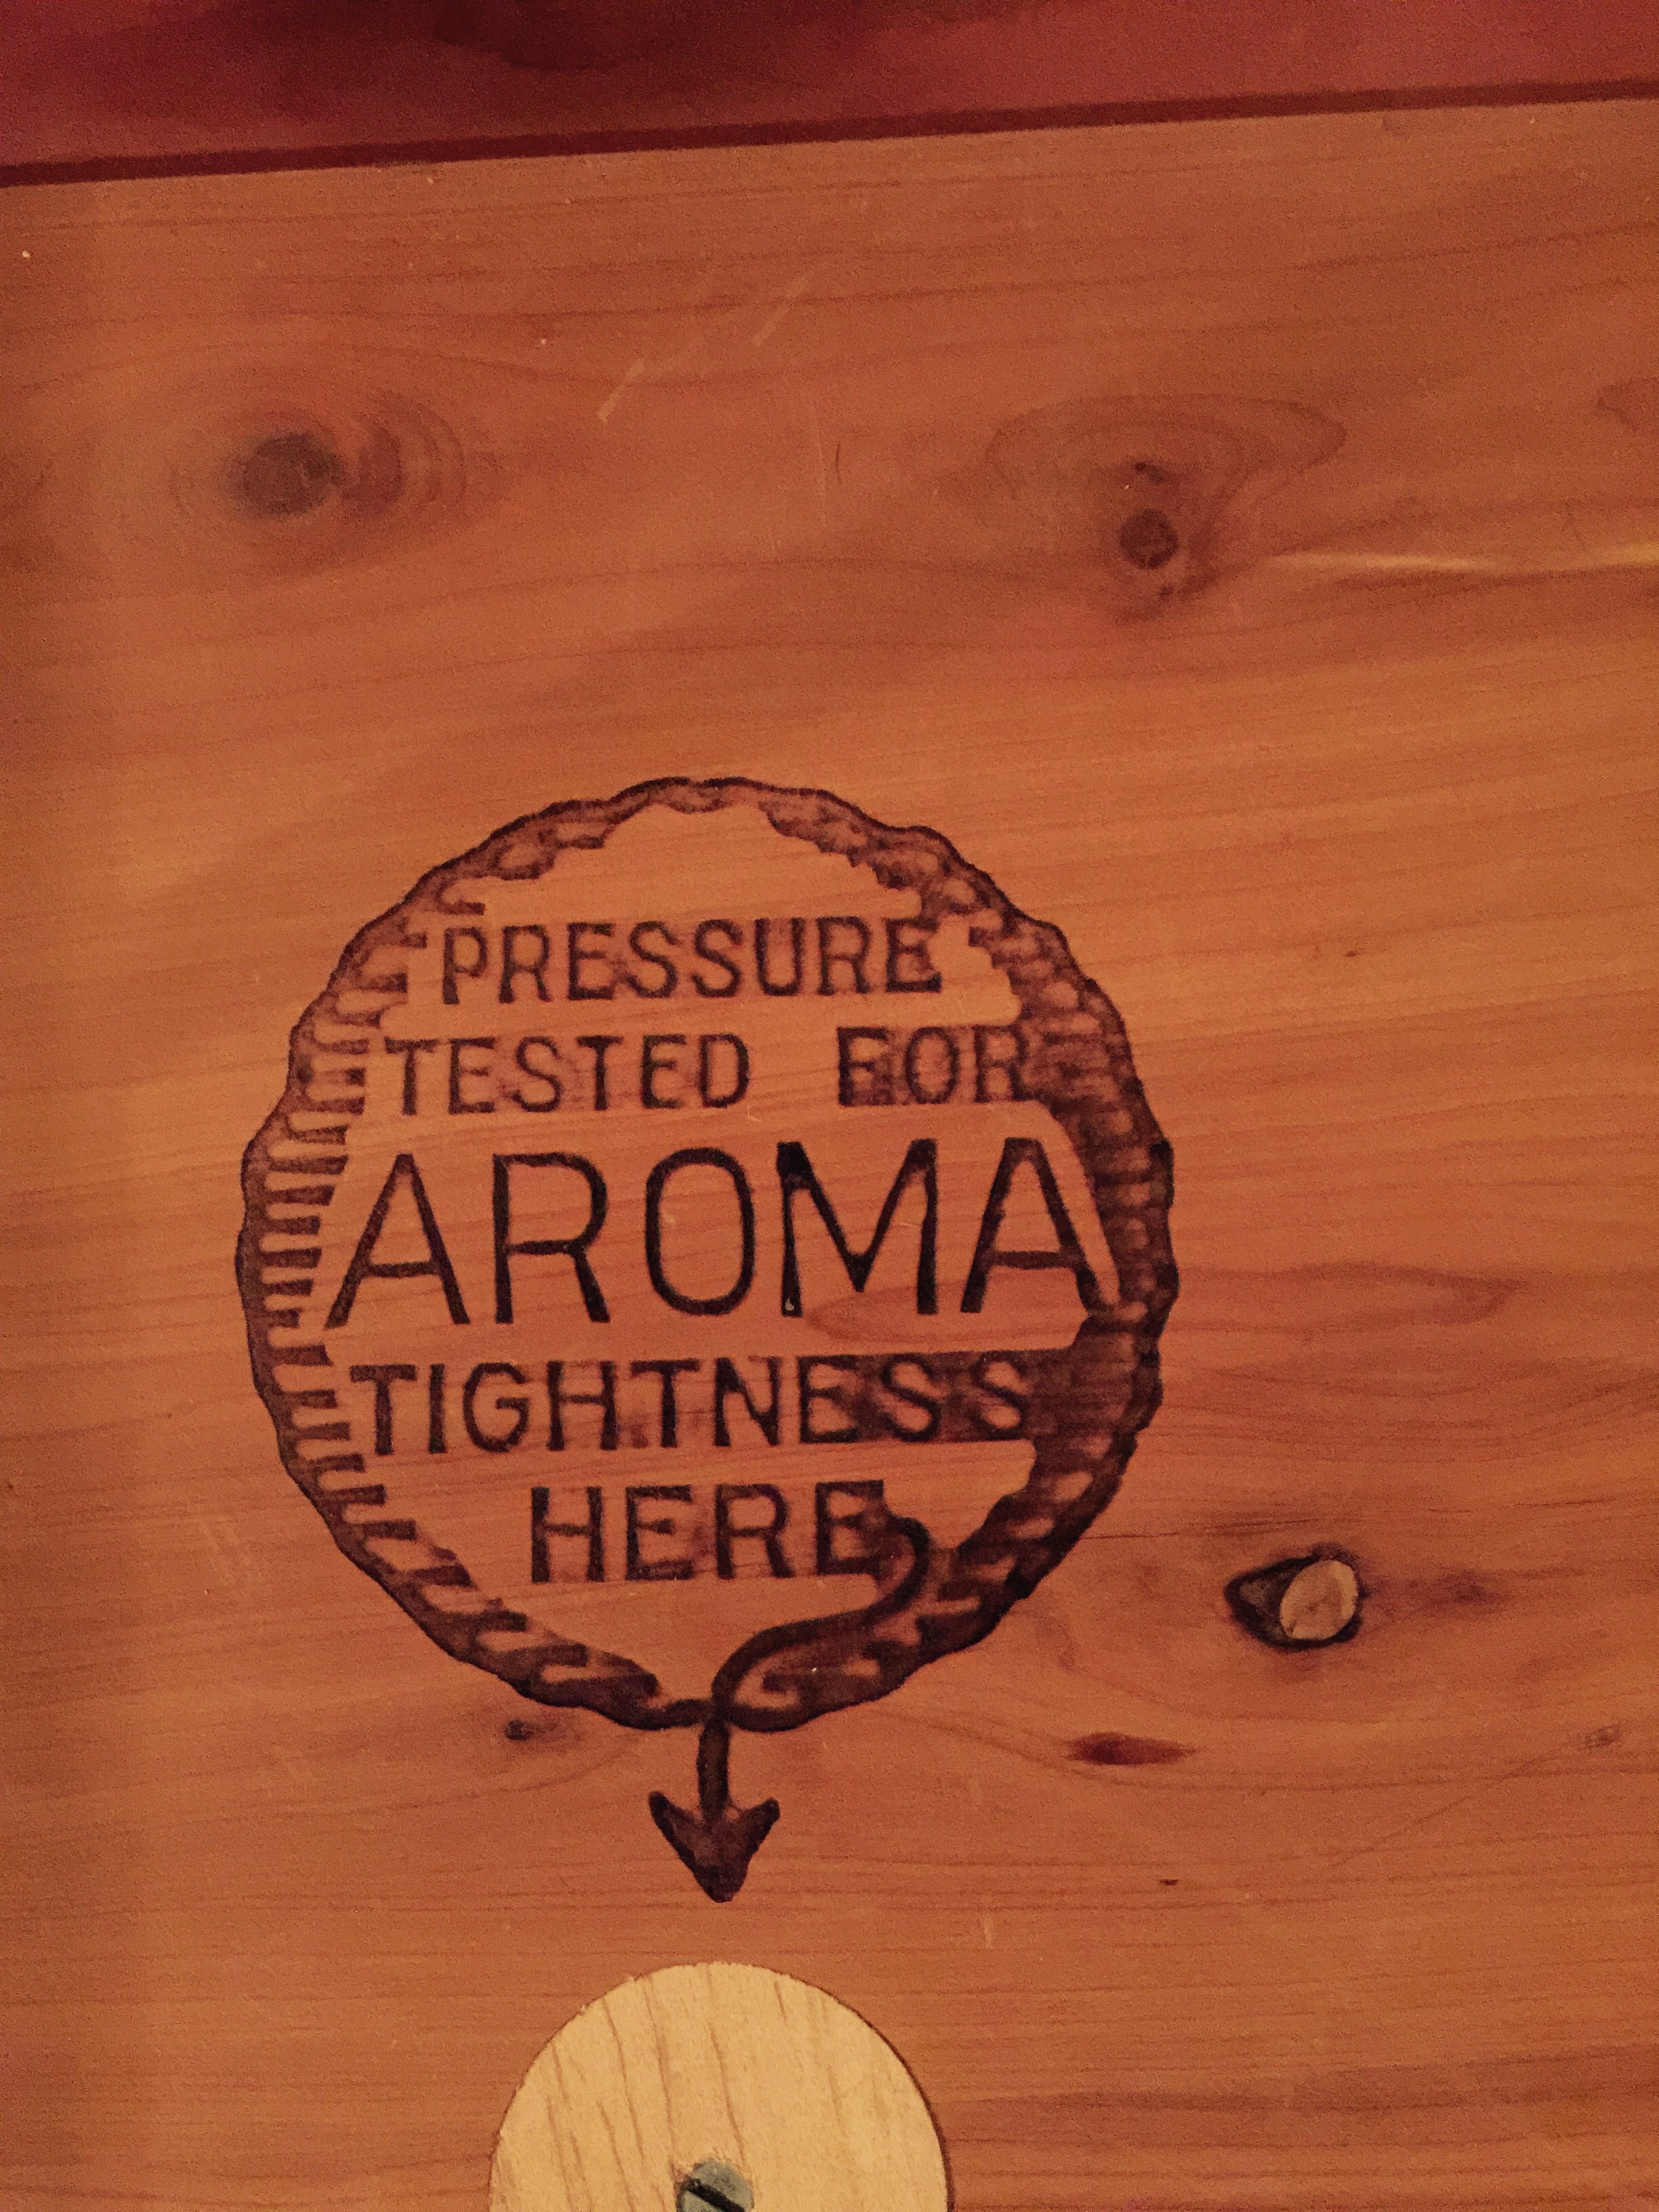 PRESSURE
TESTED FOR
AROMA
TIGHTNESS
HERE